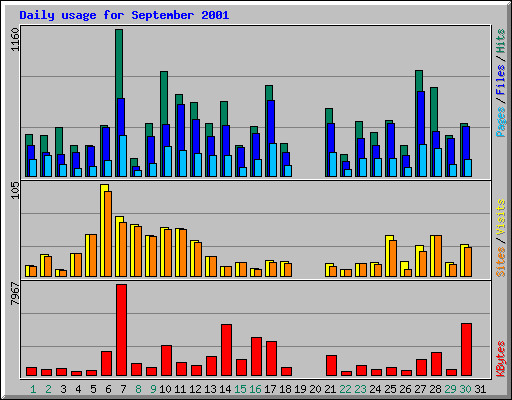 Daily usage for September 2001
1160
Pages / Files / Hits
105
Sites / Visits
7967
KBytes
1 2 3 4 5 6 7 8 9 10 11 12 13 14 15 16 17 18 19 20 21 22 23 24 25 26 27 28 29 30 31